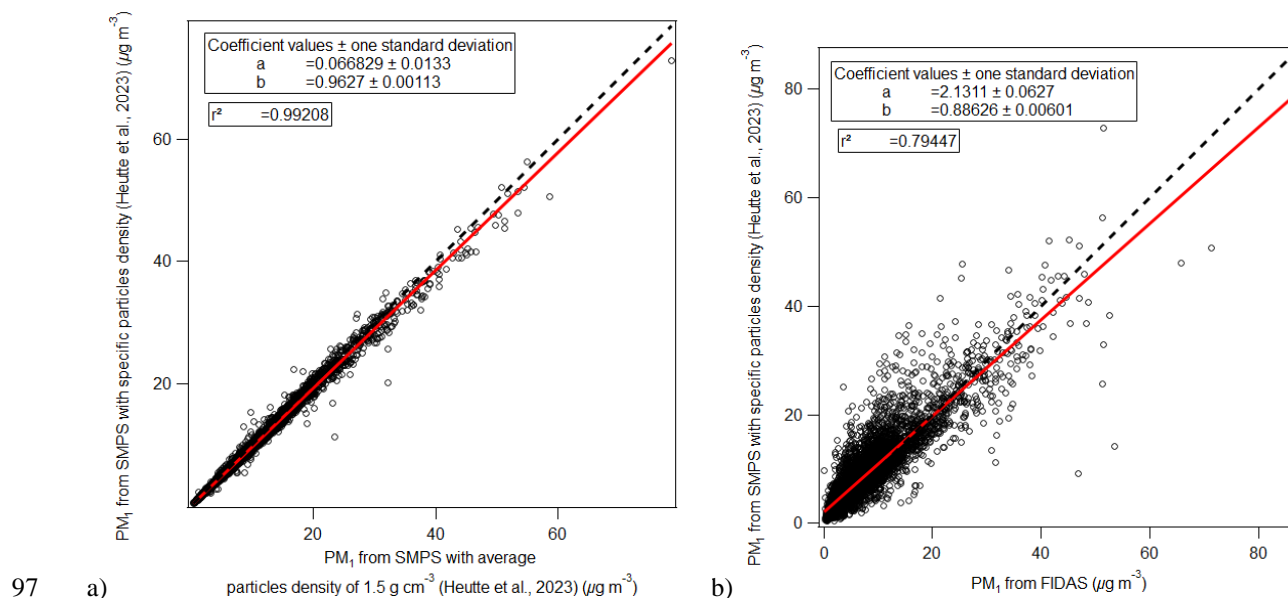 PM₁ from SMPS with specific particles density (Heutte et al., 2023) (µg m⁻³)
Coefficient values ± one standard deviation
a =0.066829 ± 0.0133
b =0.9627 ± 0.00113
r² =0.99208
60
40
20
20
40
60
PM₁ from SMPS with average
particles density of 1.5 g cm⁻³ (Heutte et al., 2023) (µg m⁻³)
97 a)
PM₁ from SMPS with specific particles density (Heutte et al., 2023) (µg m⁻³)
Coefficient values ± one standard deviation
a =2.1311 ± 0.0627
b =0.88626 ± 0.00601
r² =0.79447
80
60
40
20
0
0
20
40
60
80
PM₁ from FIDAS (µg m⁻³)
b)